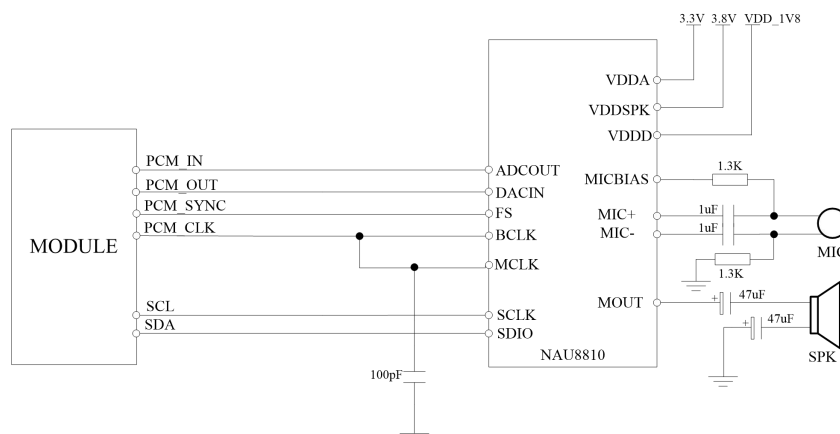 3.3V 3.8V VDD_1V8
VDDA
VDDSPK
VDDD
PCM_IN
ADCOUT
MICBIAS
1.3K
PCM_OUT
DACIN
PCM_SYNC
FS
MIC+
1uF
PCM_CLK
BCLK
MIC-
1uF
MODULE
MIC
MCLK
1.3K
MOUT
+
47uF
SCL
SCLK
+
47uF
SDA
SDIO
NAU8810
SPK
100pF